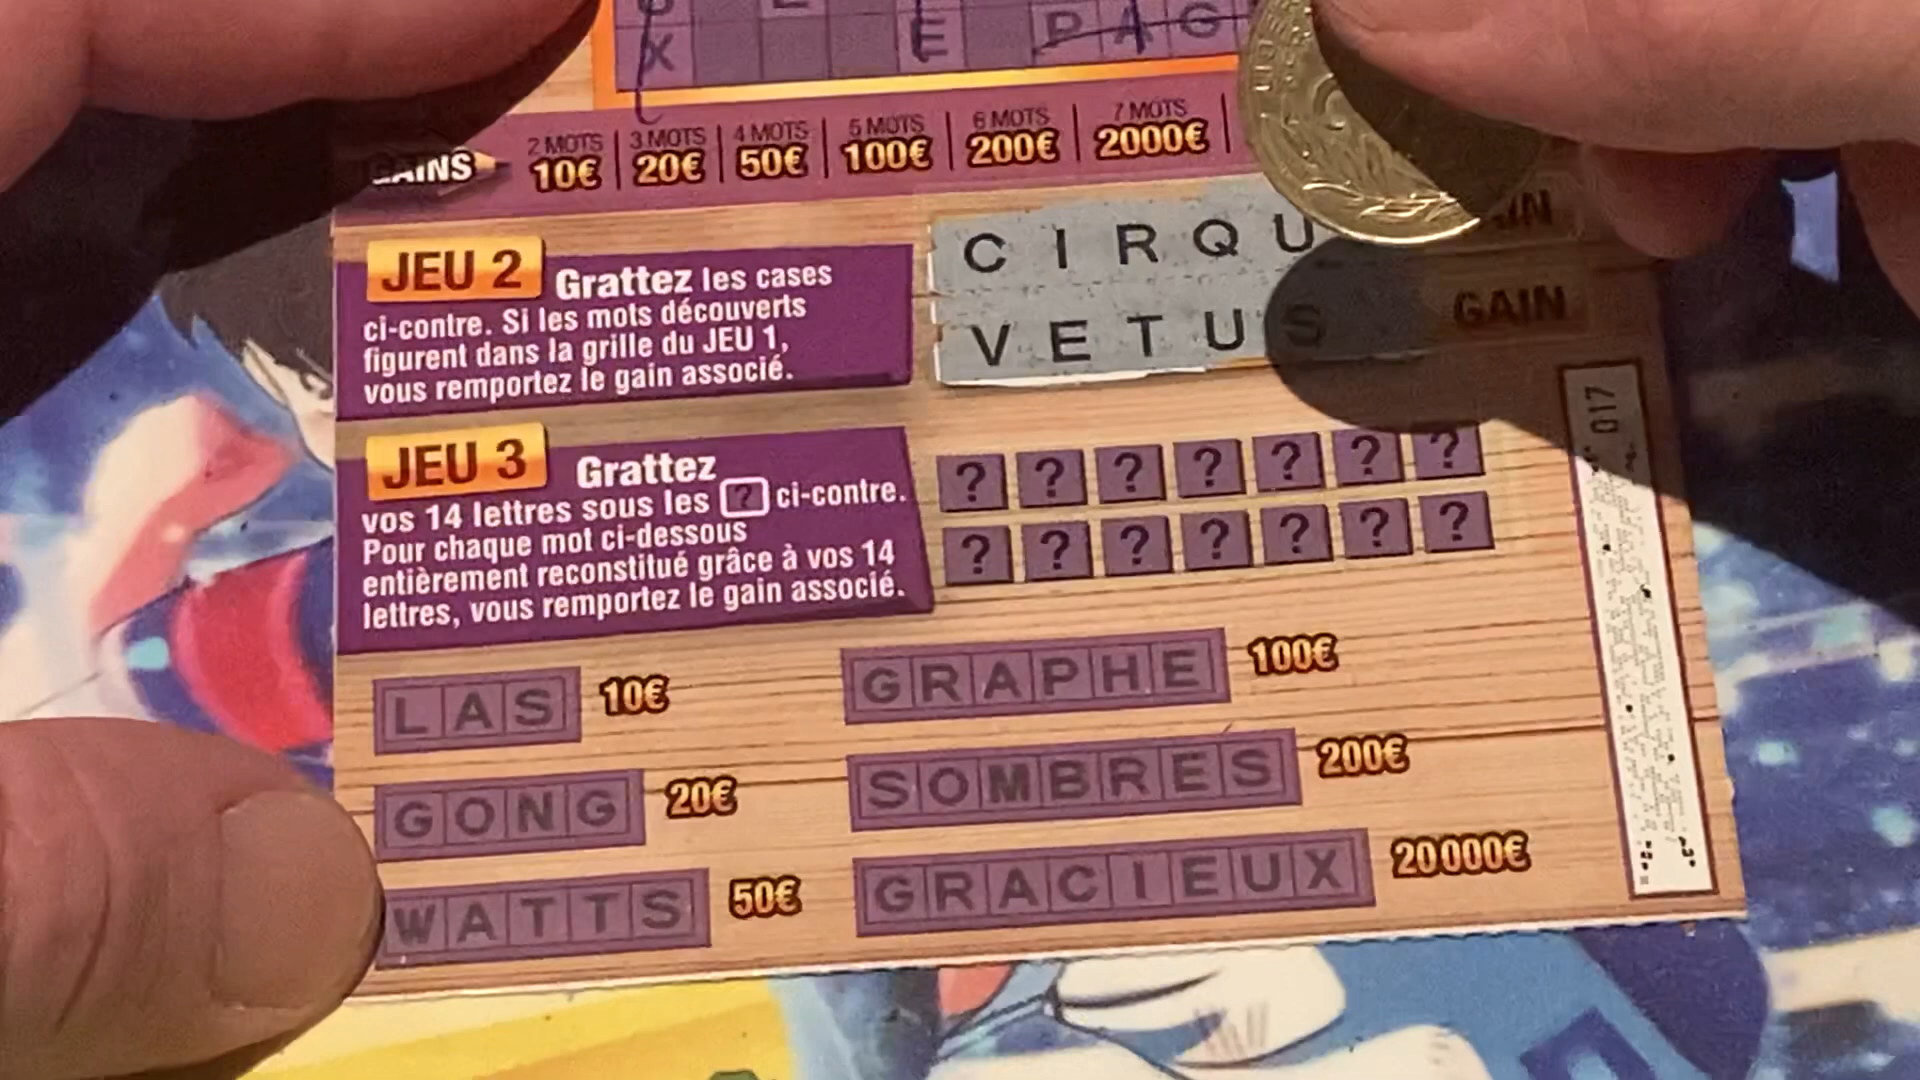 X E PAG
GAINS 2 MOTS 10€ 3 MOTS 20€ 4 MOTS 50€ 5 MOTS 100€ 6 MOTS 200€ 7 MOTS 2000€
JEU 2 Grattez les cases
ci-contre. Si les mots découverts
figurent dans la grille du JEU 1,
vous remportez le gain associé.
C I R Q U
V E T U S GAIN
JEU 3 Grattez
vos 14 lettres sous les ? ci-contre.
Pour chaque mot ci-dessous
entièrement reconstitué grâce à vos 14
lettres, vous remportez le gain associé.
? ? ? ? ? ? ?
? ? ? ? ? ? ?
017
LAS 10€
GONG 20€
WATTS 50€
GRAPHE 100€
SOMBRES 200€
GRACIEUX 20000€